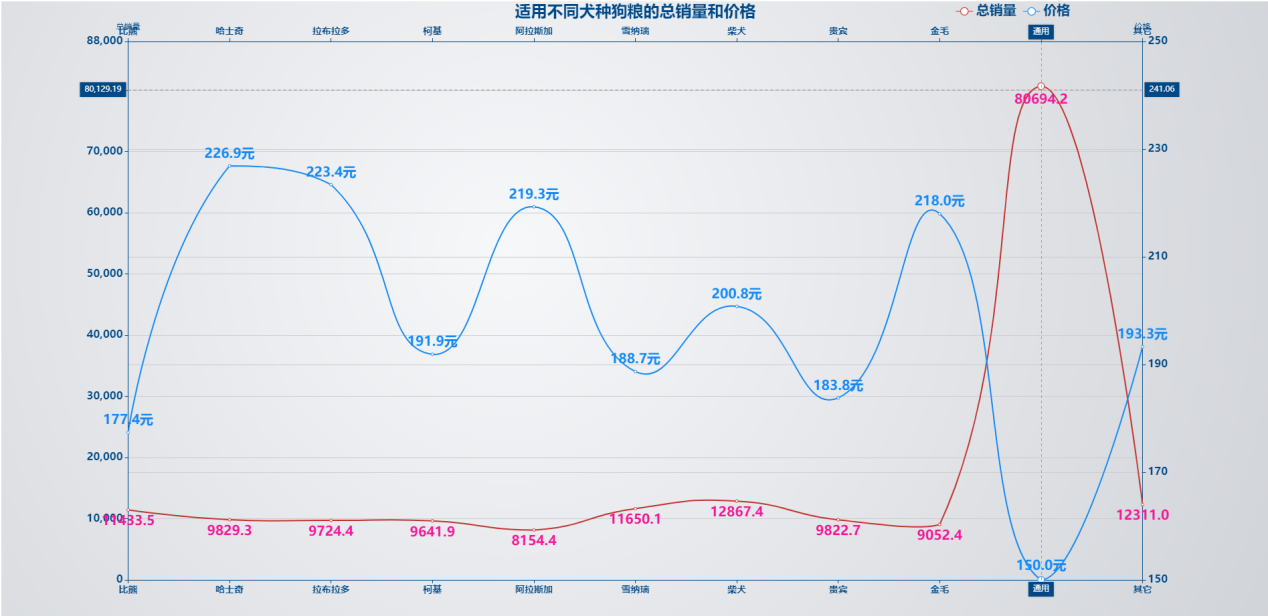 适用不同犬种狗粮的总销量和价格
总销量 价格
总销量 价格
比熊 哈士奇 拉布拉多 柯基 阿拉斯加 雪纳瑞 柴犬 贵宾 金毛 通用 其它
88,000 250
80,129.19 241.06
80694.2
70,000 230
226.9元
223.4元
219.3元
218.0元
60,000
210
50,000
200.8元
40,000
191.9元
193.3元
188.7元
190
183.8元
30,000
177.4元
20,000
170
10,000
11433.5 9829.3 9724.4 9641.9 8154.4 11650.1 12867.4 9822.7 9052.4 12311.0
150.0元
0 150
比熊 哈士奇 拉布拉多 柯基 阿拉斯加 雪纳瑞 柴犬 贵宾 金毛 通用 其它